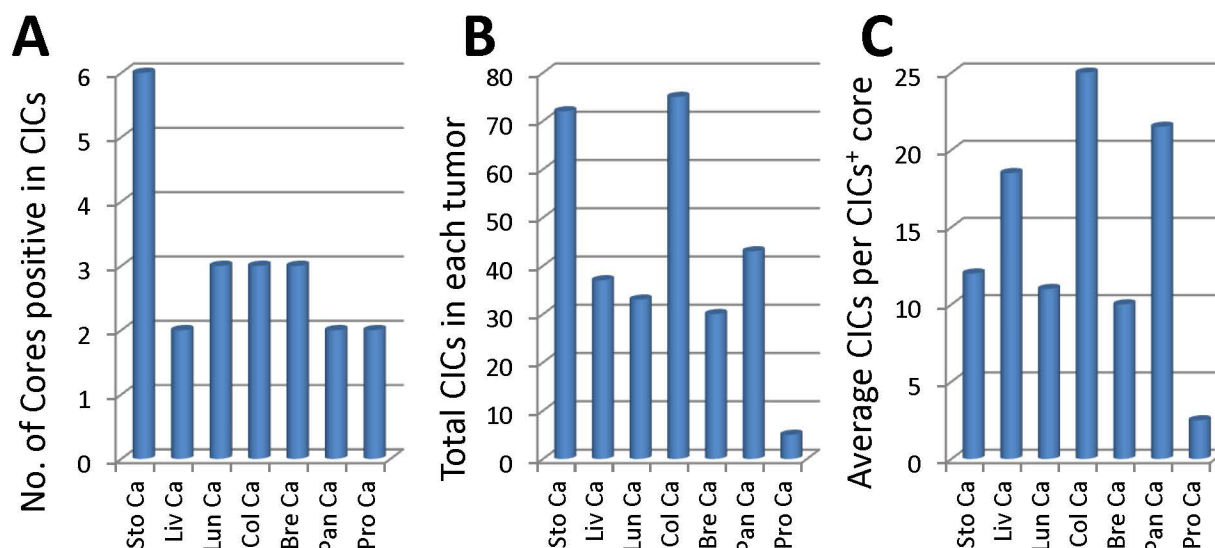 A
No. of Cores positive in CICs
6
5
4
3
2
1
0
Sto Ca
Liv Ca
Lun Ca
Col Ca
Bre Ca
Pan Ca
Pro Ca
B
Total CICs in each tumor
80
70
60
50
40
30
20
10
0
Sto Ca
Liv Ca
Lun Ca
Col Ca
Bre Ca
Pan Ca
Pro Ca
C
Average CICs per CICs⁺ core
25
20
15
10
5
0
Sto Ca
Liv Ca
Lun Ca
Col Ca
Bre Ca
Pan Ca
Pro Ca